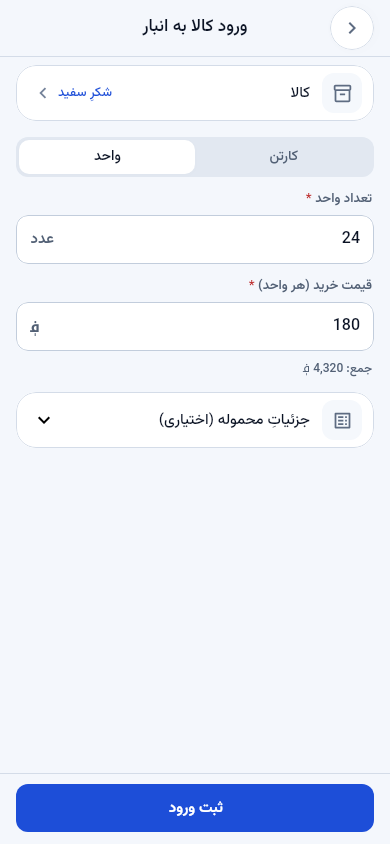 ورود کالا به انبار
کالا
شکرِ سفید
کارتن
واحد
تعداد واحد *
24
عدد
قیمت خرید (هر واحد) *
180
؋
جمع: 4,320 ؋
جزئیاتِ محموله (اختیاری)
ثبت ورود